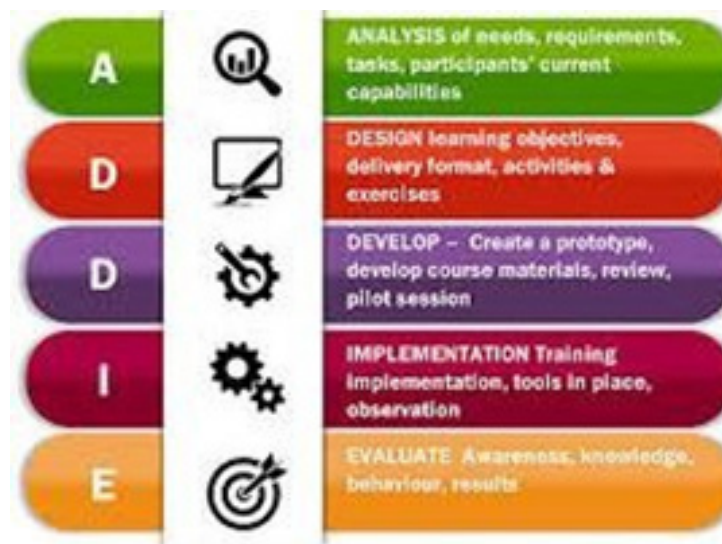 A
ANALYSIS of needs, requirements,
tasks, participants' current
capabilities
D
DESIGN learning objectives,
delivery format, activities &
exercises
D
DEVELOP – Create a prototype,
develop course materials, review,
pilot session
I
IMPLEMENTATION Training
implementation, tools in place,
observation
E
EVALUATE Awareness, knowledge,
behaviour, results